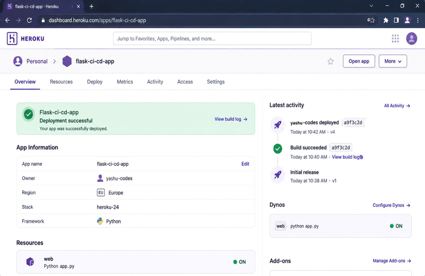 flask-ci-cd-app · Heroku
dashboard.heroku.com/apps/flask-ci-cd-app
HEROKU
Jump to Favorites, Apps, Pipelines, or more...
Personal
flask-ci-cd-app
Open app
More
Overview
Resources
Deploy
Metrics
Activity
Access
Settings
Flask-ci-cd-app
Deployment successful
Your app was successfully deployed.
View build log →
App Information
App name
flask-ci-cd-app
Edit
Owner
yashu-codes
Region
EU
Europe
Stack
heroku-24
Framework
Python
Resources
web
Python app.py
ON
Latest activity
All Activity →
yashu-codes deployed a9f3c2d
Today at 10:42 AM · v4
Build succeeded a9f3c2d
Today at 10:40 AM · View build log
Initial release
Today at 10:38 AM · v1
Dynos
Configure Dynos →
web
python app.py
ON
Add-ons
Manage Add-ons →